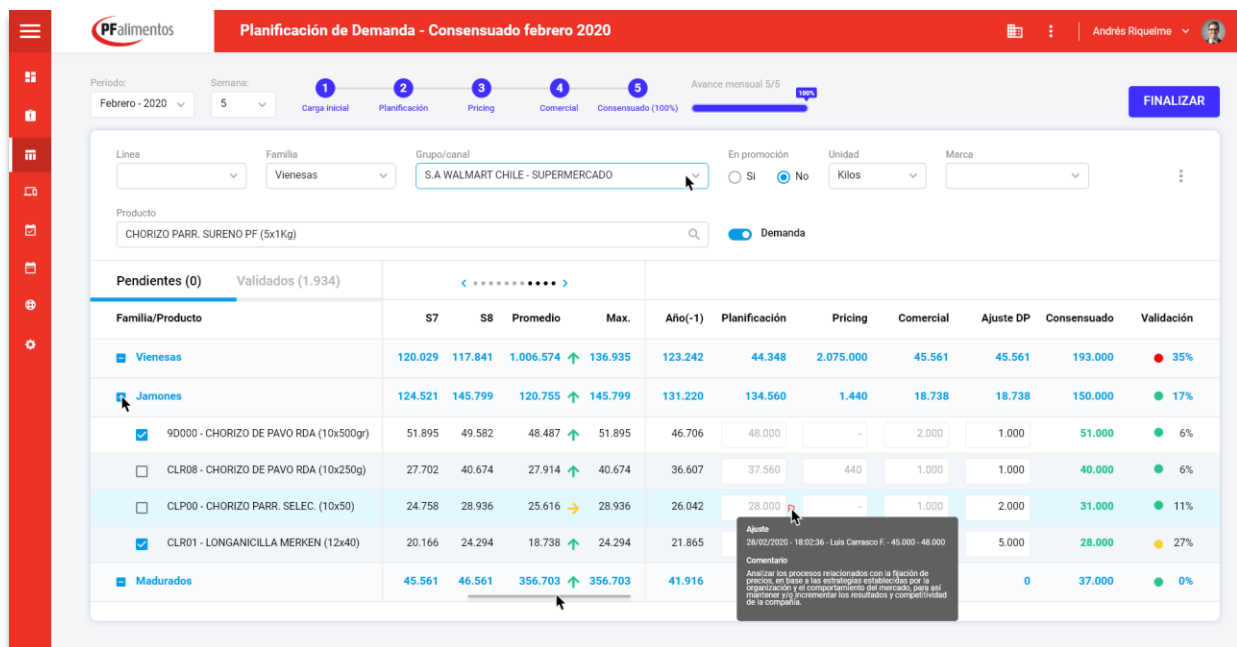 PFalimentos
Planificación de Demanda - Consensuado febrero 2020
Andrés Riquelme
Periodo:
Febrero - 2020
Semana:
5
1
Carga inicial
2
Planificación
3
Pricing
4
Comercial
5
Consensuado (100%)
Avance mensual 5/5
100%
FINALIZAR
Linea
Familia
Vienesas
Grupo/canal
S.A WALMART CHILE - SUPERMERCADO
En promoción
Si No
Unidad
Kilos
Marca
Producto
CHORIZO PARR. SURENO PF (5x1Kg)
Demanda
Pendientes (0) Validados (1.934)
Familia/Producto S7 S8 Promedio Max. Año(-1) Planificación Pricing Comercial Ajuste DP Consensuado Validación
Vienesas 120.029 117.841 1.006.574 136.935 123.242 44.348 2.075.000 45.561 45.561 193.000 35%
Jamones 124.521 145.799 120.755 145.799 131.220 134.560 1.440 18.738 18.738 150.000 17%
9D000 - CHORIZO DE PAVO RDA (10x500gr) 51.895 49.582 48.487 51.895 46.706 48.000 - 2.000 1.000 51.000 6%
CLR08 - CHORIZO DE PAVO RDA (10x250g) 27.702 40.674 27.914 40.674 36.607 37.560 440 1.000 1.000 40.000 6%
CLP00 - CHORIZO PARR. SELEC. (10x50) 24.758 28.936 25.616 28.936 26.042 28.000 - 1.000 2.000 31.000 11%
CLR01 - LONGANICILLA MERKEN (12x40) 20.166 24.294 18.738 24.294 21.865 5.000 28.000 27%
Madurados 45.561 46.561 356.703 356.703 41.916 0 37.000 0%
Ajuste
28/02/2020 - 18:02:36 - Luis Carrasco F. - 45.000 - 48.000
Comentario
Analizar los procesos relacionados con la fijación de
precios, en base a las estrategias establecidas por la
organización y el comportamiento del mercado, para así
mantener y/o incrementar los resultados y competitividad
de la compañía.